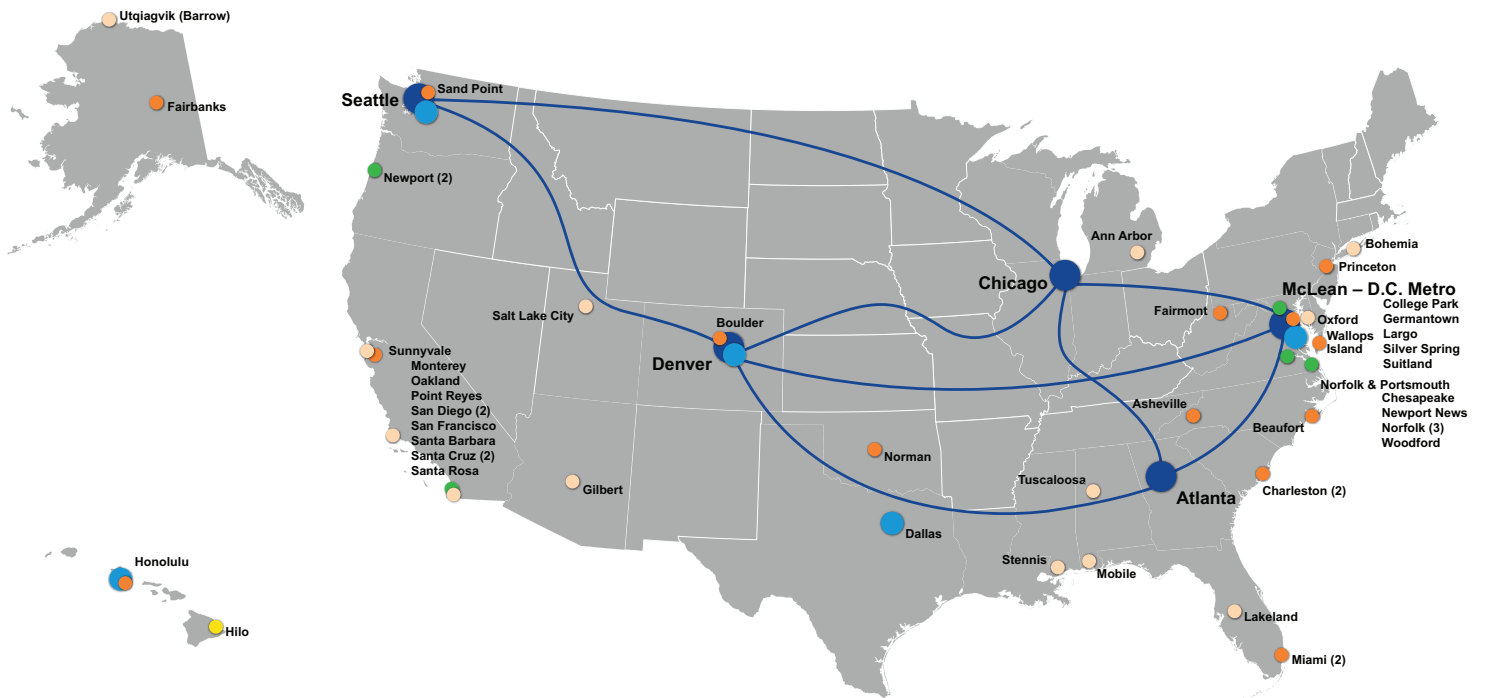 Utqiagvik (Barrow)
Fairbanks
Seattle
Sand Point
Newport (2)
Ann Arbor
Bohemia
Princeton
Chicago
McLean – D.C. Metro
College Park
Germantown
Largo
Silver Spring
Suitland
Fairmont
Oxford
Wallops
Island
Salt Lake City
Boulder
Denver
Sunnyvale
Monterey
Oakland
Point Reyes
San Diego (2)
San Francisco
Santa Barbara
Santa Cruz (2)
Santa Rosa
Norfolk & Portsmouth
Chesapeake
Newport News
Norfolk (3)
Woodford
Asheville
Beaufort
Norman
Gilbert
Tuscaloosa
Atlanta
Charleston (2)
Dallas
Stennis
Mobile
Honolulu
Hilo
Lakeland
Miami (2)